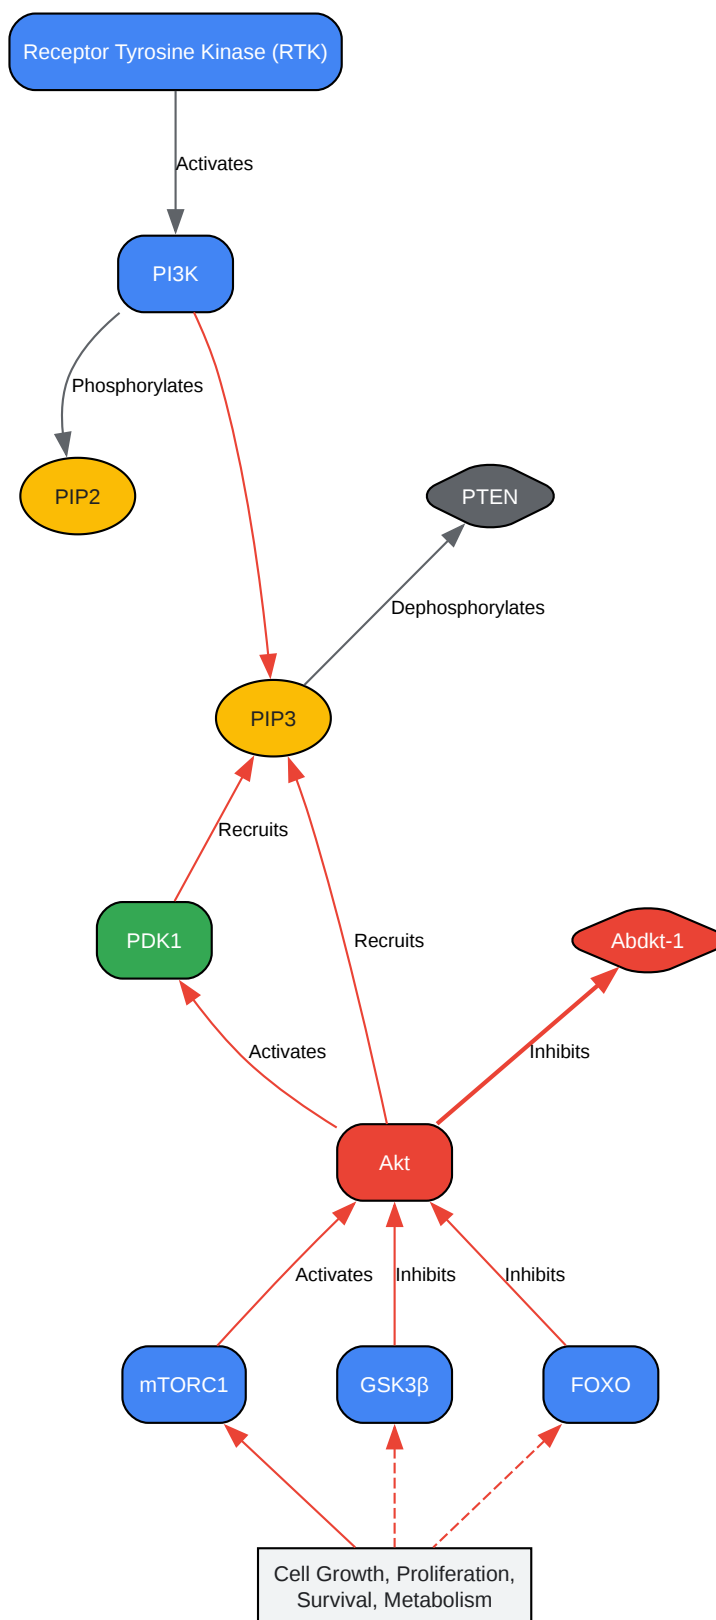 Receptor Tyrosine Kinase (RTK)
Activates
PI3K
Phosphorylates
PIP2
PTEN
Dephosphorylates
PIP3
Recruits
PDK1
Recruits
Abdkt-1
Activates
Inhibits
Akt
Activates
Inhibits
Inhibits
mTORC1
GSK3β
FOXO
Cell Growth, Proliferation,
Survival, Metabolism